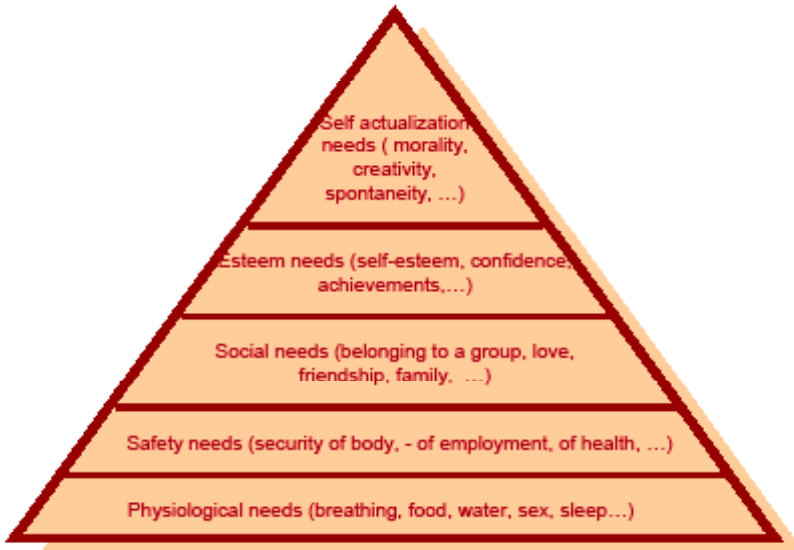 Self actualization
needs ( morality,
creativity,
spontaneity, ...)
Esteem needs (self-esteem, confidence,
achievements,...)
Social needs (belonging to a group, love,
friendship, family,  ...)
Safety needs (security of body, - of employment, of health, ...)
Physiological needs (breathing, food, water, sex, sleep...)